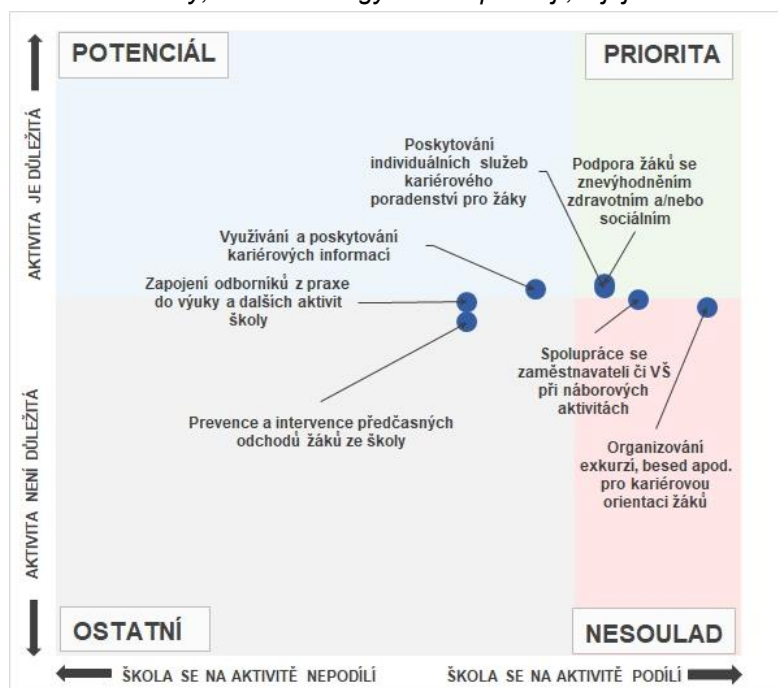 POTENCIÁL
PRIORITA
AKTIVITA JE DŮLEŽITÁ
AKTIVITA NENÍ DŮLEŽITÁ
Poskytování
individuálních služeb
kariérového
poradenství pro žáky
Podpora žáků se
znevýhodněním
zdravotním a/nebo
sociálním
Využívání a poskytování
kariérových informací
Zapojení odborníků z praxe
do výuky a dalších aktivit
školy
Prevence a intervence předčasných
odchodů žáků ze školy
Spolupráce se
zaměstnavateli či VŠ
při náborových
aktivitách
Organizování
exkurzí, besed apod.
pro kariérovou
orientaci žáků
OSTATNÍ
NESOULAD
ŠKOLA SE NA AKTIVITĚ NEPODÍLÍ
ŠKOLA SE NA AKTIVITĚ PODÍLÍ